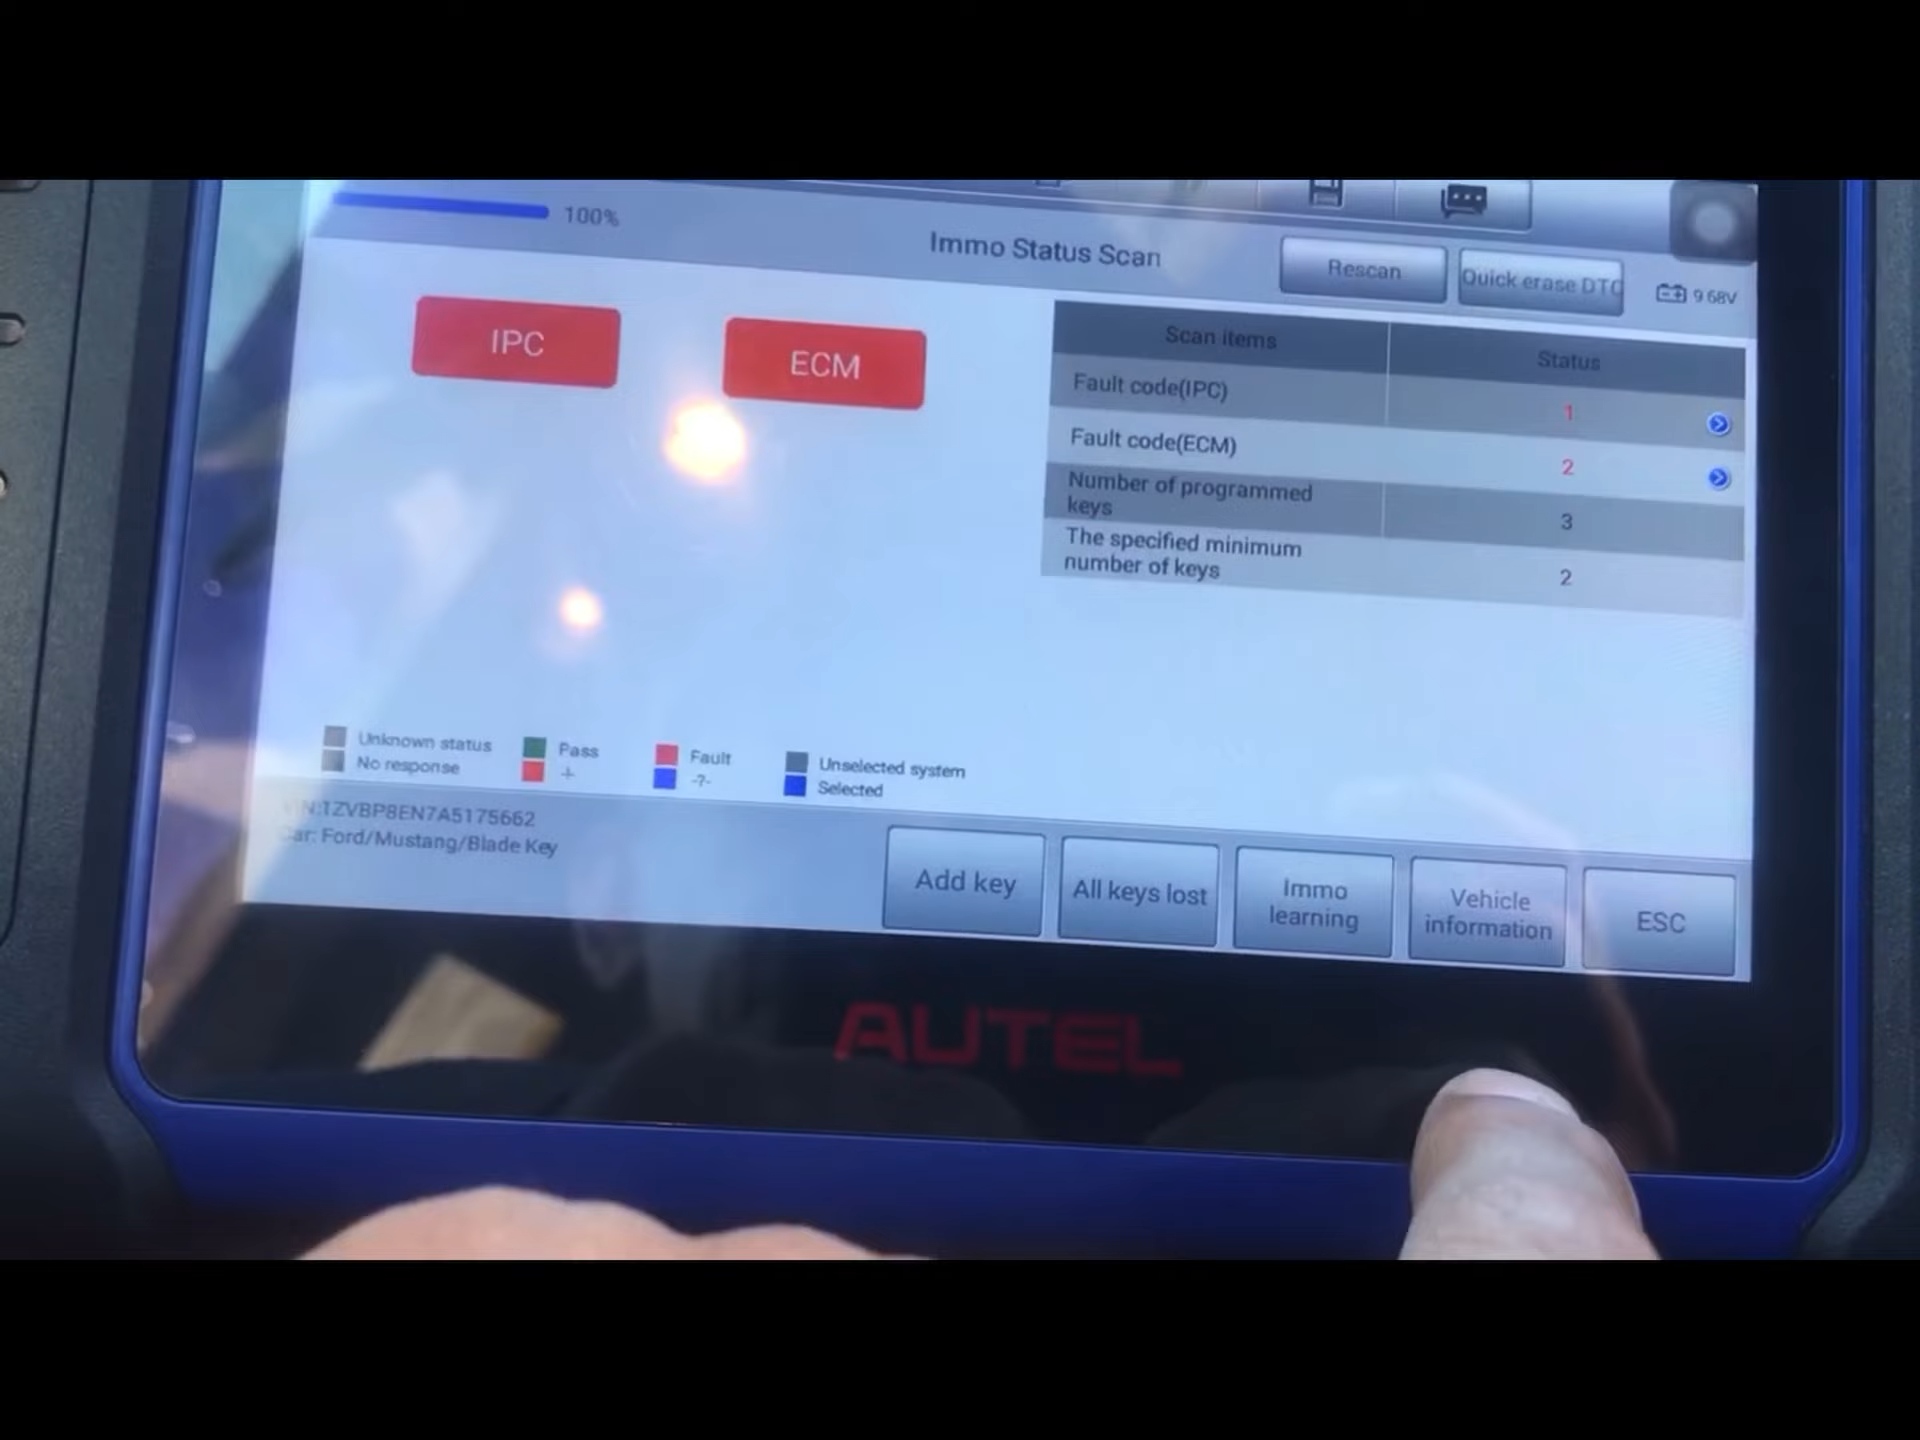 100%
Immo Status Scan
Rescan
Quick erase DTC
9.68V
IPC
ECM
Scan items
Status
Fault code(IPC)
1
Fault code(ECM)
2
Number of programmed
keys
3
The specified minimum
number of keys
2
Unknown status
Pass
Fault
Unselected system
No response
-!-
-?-
Selected
VIN:1ZVBP8EN7A5175662
Car: Ford/Mustang/Blade Key
Add key
All keys lost
Immo
learning
Vehicle
information
ESC
AUTEL